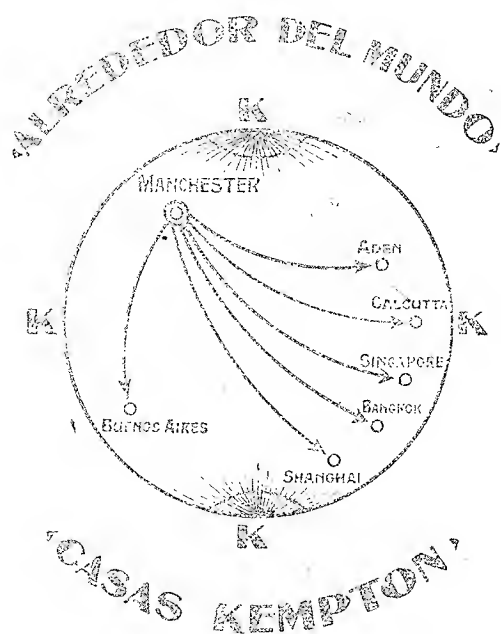 "ALREDEDOR DEL MUNDO"
K
MANCHESTER
ADEN
CALCUTTA
K
K
SINGAPORE
BANGKOK
BUENOS AIRES
SHANGHAI
K
"CASAS KEMPTON"